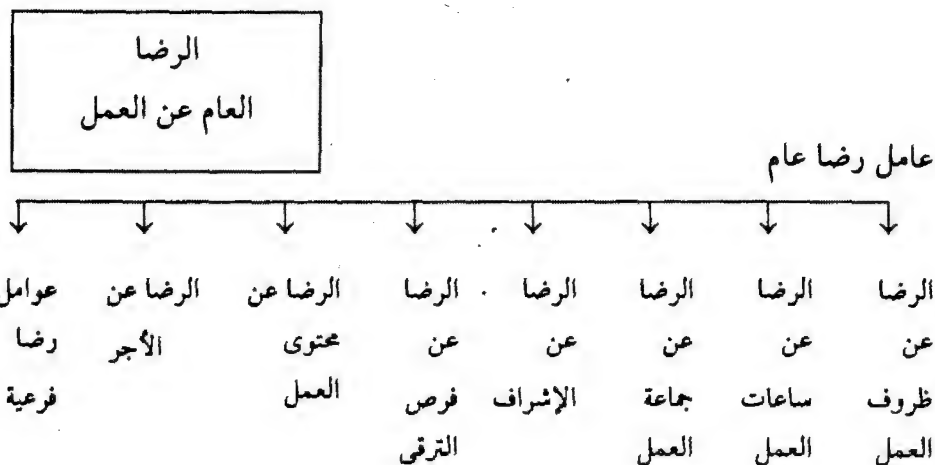 الرضا
العام عن العمل
عامل رضا عام
الرضا
عن
ظروف
العمل
الرضا
عن
ساعات
العمل
الرضا
عن
جماعة
العمل
الرضا
عن
الإشراف
الرضا
عن
فرص
الترقى
الرضا عن
محتوى
العمل
الرضا عن
الأجر
عوامل
رضا
فرعية